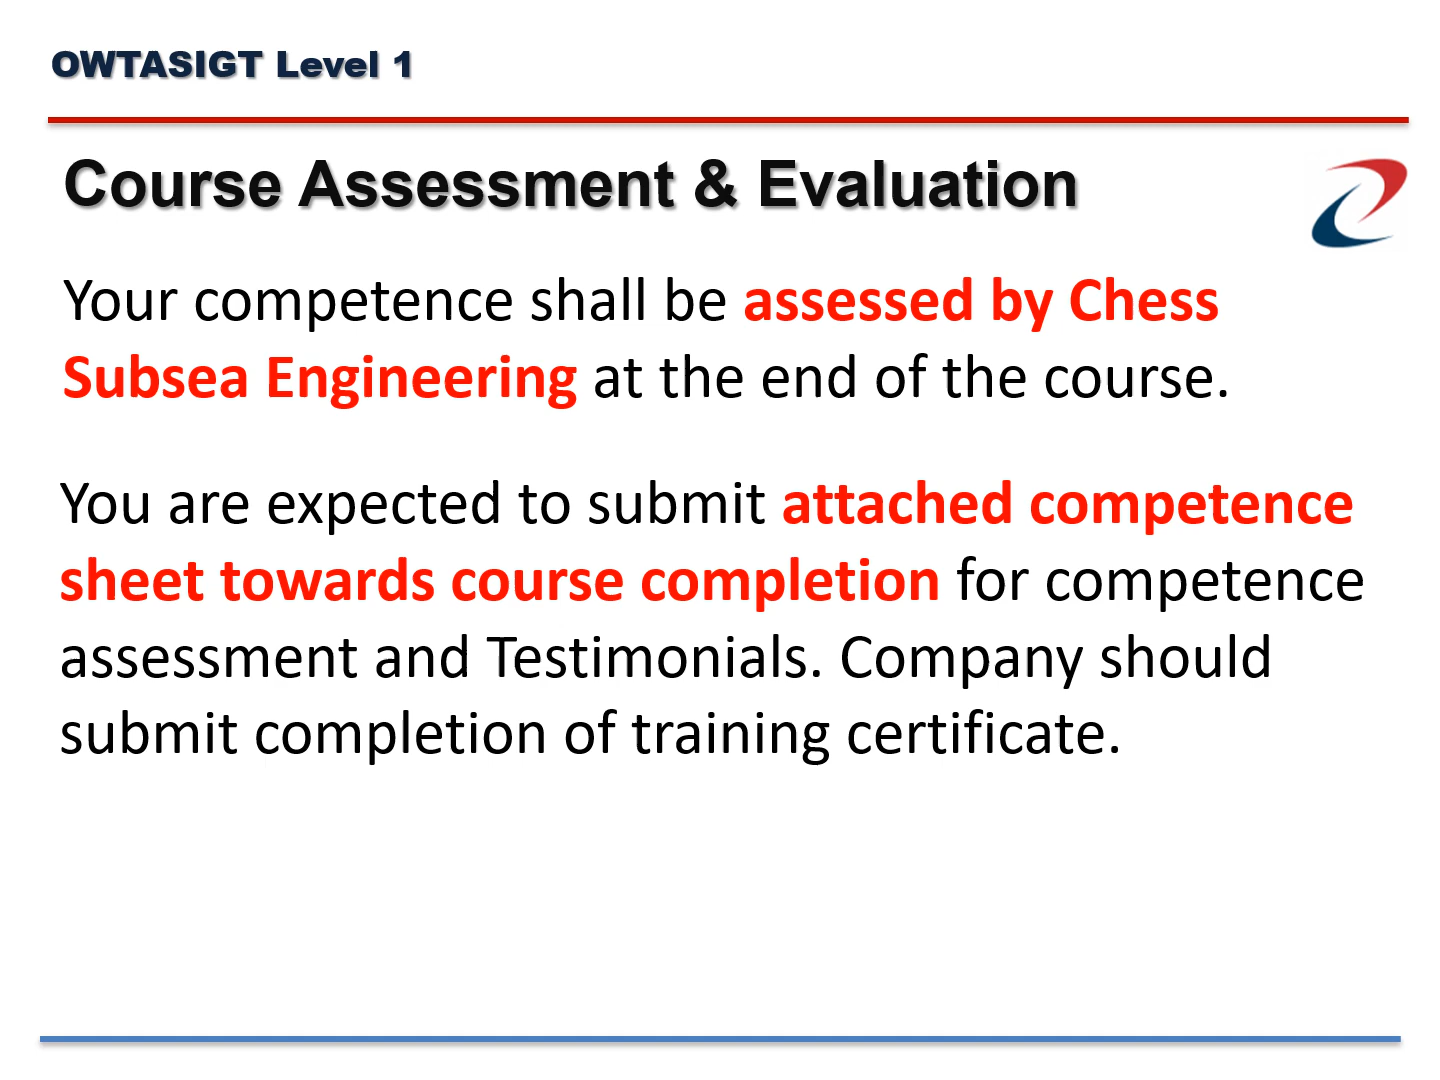 OWTASIGT Level 1
Course Assessment & Evaluation
Your competence shall be assessed by Chess
Subsea Engineering at the end of the course.
You are expected to submit attached competence
sheet towards course completion for competence
assessment and Testimonials. Company should
submit completion of training certificate.